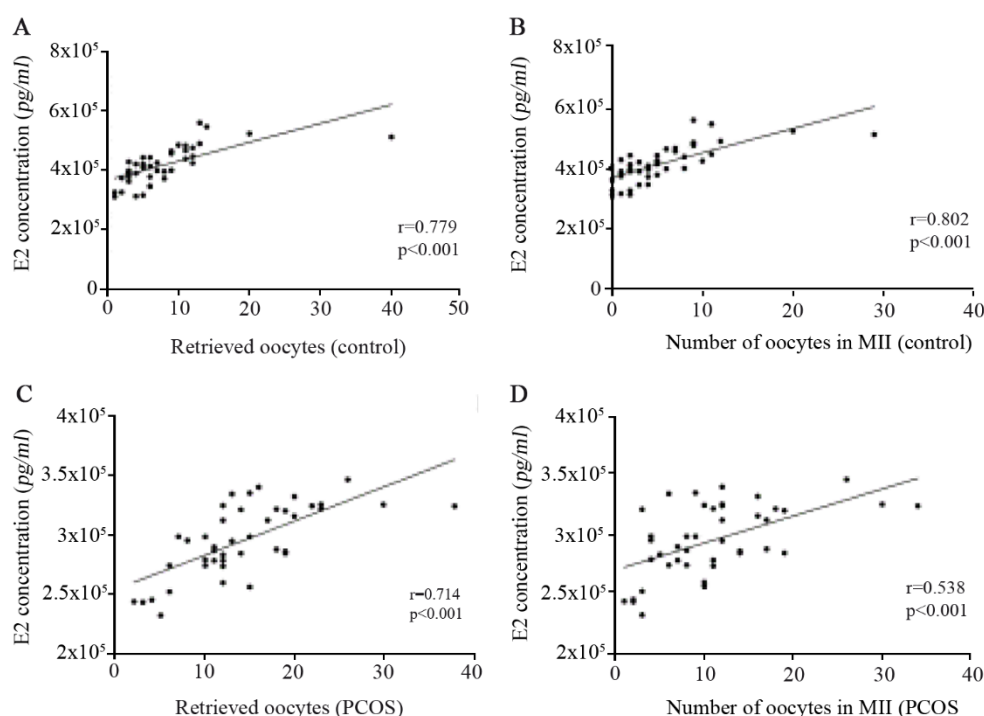 A
E2 concentration (pg/ml)
8x10⁵
6x10⁵
4x10⁵
2x10⁵
0
0 10 20 30 40 50
r=0.779
p<0.001
Retrieved oocytes (control)
B
E2 concentration (pg/ml)
8x10⁵
6x10⁵
4x10⁵
2x10⁵
0
0 10 20 30 40
r=0.802
p<0.001
Number of oocytes in MII (control)
C
E2 concentration (pg/ml)
4x10⁵
3.5x10⁵
3x10⁵
2.5x10⁵
2x10⁵
0 10 20 30 40
r=0.714
p<0.001
Retrieved oocytes (PCOS)
D
E2 concentration (pg/ml)
4x10⁵
3.5x10⁵
3x10⁵
2.5x10⁵
2x10⁵
0 10 20 30 40
r=0.538
p<0.001
Number of oocytes in MII (PCOS